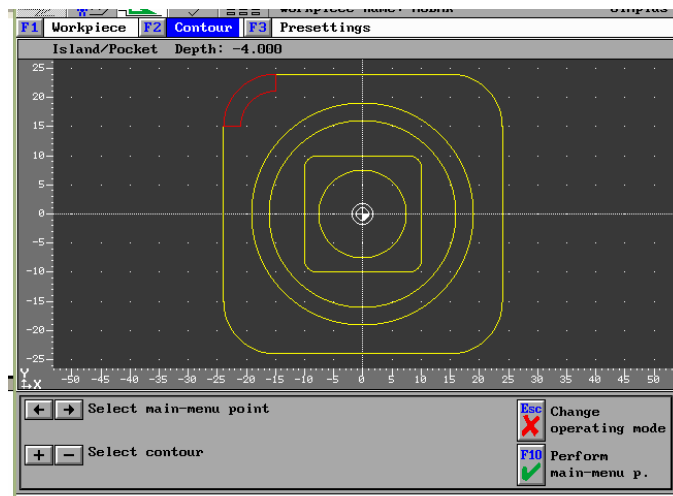 F1 Workpiece F2 Contour F3 Presettings
Island/Pocket Depth: -4.000
25
20
15
10
5
0
-5
-10
-15
-20
-25
Y
X -50 -45 -40 -35 -30 -25 -20 -15 -10 -5 0 5 10 15 20 25 30 35 40 45 50
← → Select main-menu point
Esc Change
operating mode
+ - Select contour
F10 Perform
main-menu p.